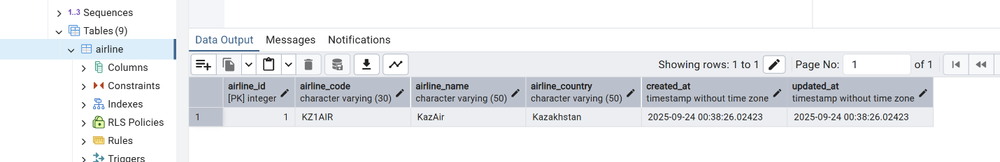 1..3 Sequences
Tables (9)
airline
Columns
Constraints
Indexes
RLS Policies
Rules
Triggers
Data Output Messages Notifications
Showing rows: 1 to 1 Page No: 1 of 1
airline_id airline_code airline_name airline_country created_at updated_at
[PK] integer character varying (30) character varying (50) character varying (50) timestamp without time zone timestamp without time zone
1 1 KZ1AIR KazAir Kazakhstan 2025-09-24 00:38:26.02423 2025-09-24 00:38:26.02423